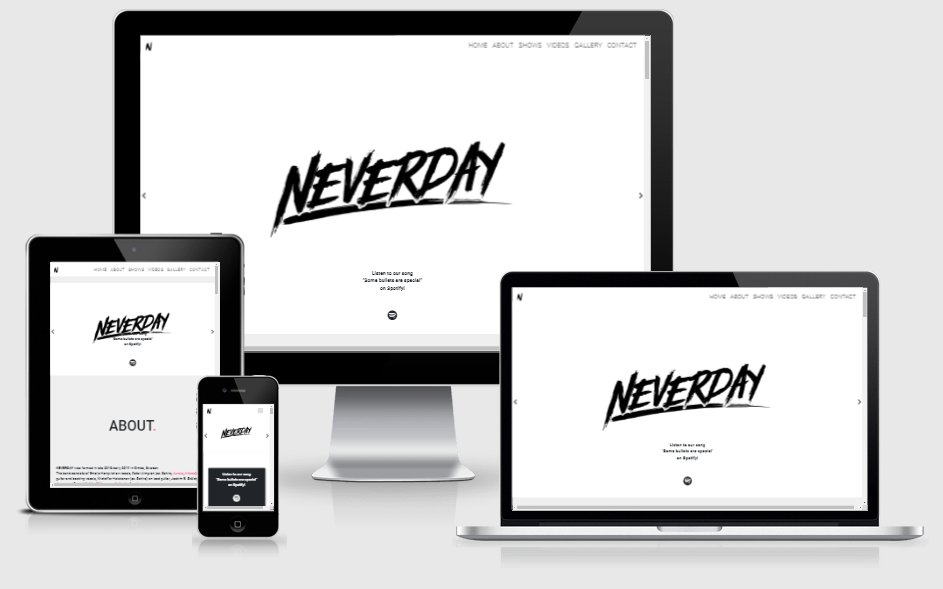 N
HOME ABOUT SHOWS VIDEOS GALLERY CONTACT
NEVERDAY
Listen to our song
"Some bullets are special"
on Spotify!
N
HOME ABOUT SHOWS VIDEOS GALLERY CONTACT
NEVERDAY
"Some bullets are special"
on Spotify!
ABOUT.
N
NEVERDAY
Listen to our song
"Some bullets are special"
on Spotify!
N
HOME ABOUT SHOWS VIDEOS GALLERY CONTACT
NEVERDAY
Listen to our song
"Some bullets are special"
on Spotify!